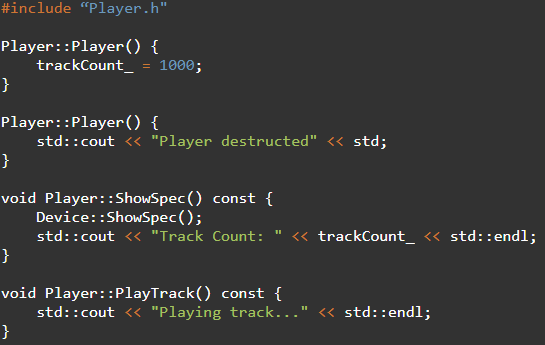 #include “Player.h"
Player::Player() {
trackCount_ = 1000;
}
Player::Player() {
std::cout << "Player destructed" << std;
}
void Player::ShowSpec() const {
Device::ShowSpec();
std::cout << "Track Count: " << trackCount_ << std::endl;
}
void Player::PlayTrack() const {
std::cout << "Playing track..." << std::endl;
}